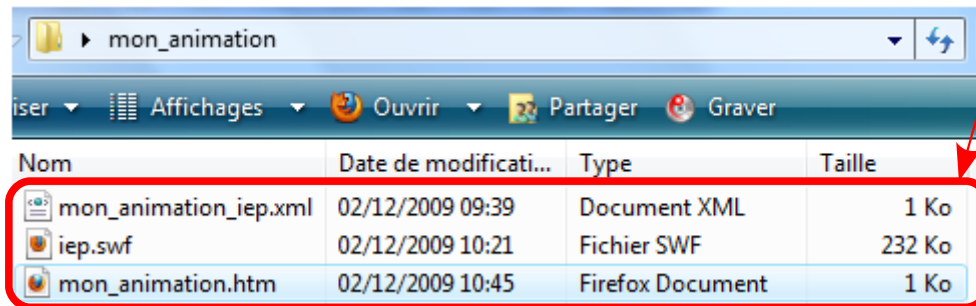 mon_animation
iser Affichages Ouvrir Partager Graver
Nom Date de modificati... Type Taille
mon_animation_iep.xml 02/12/2009 09:39 Document XML 1 Ko
iep.swf 02/12/2009 10:21 Fichier SWF 232 Ko
mon_animation.htm 02/12/2009 10:45 Firefox Document 1 Ko